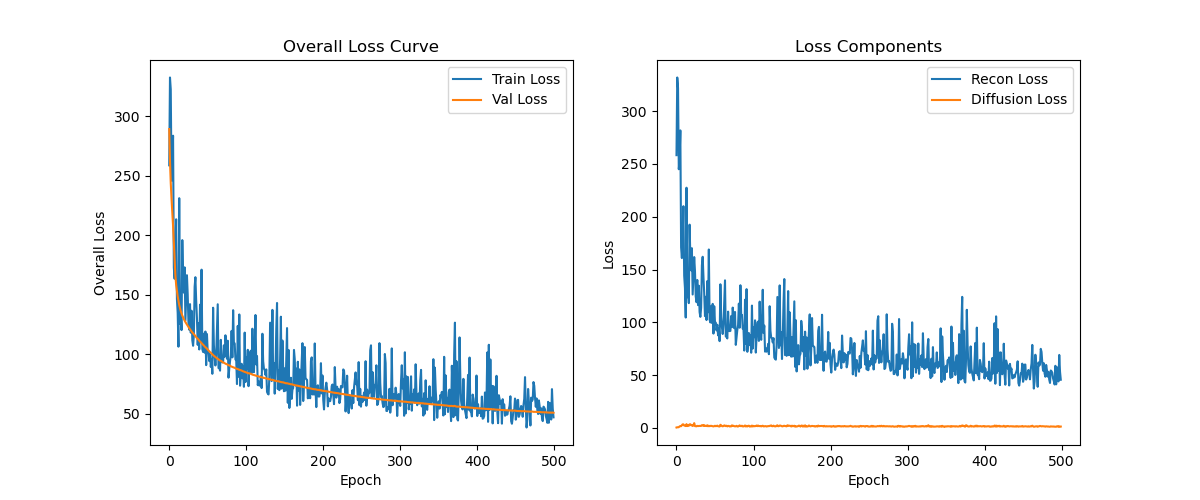 Overall Loss Curve
Train Loss
Val Loss
Overall Loss
300
250
200
150
100
50
0 100 200 300 400 500
Epoch
Loss Components
Recon Loss
Diffusion Loss
Loss
300
250
200
150
100
50
0
0 100 200 300 400 500
Epoch